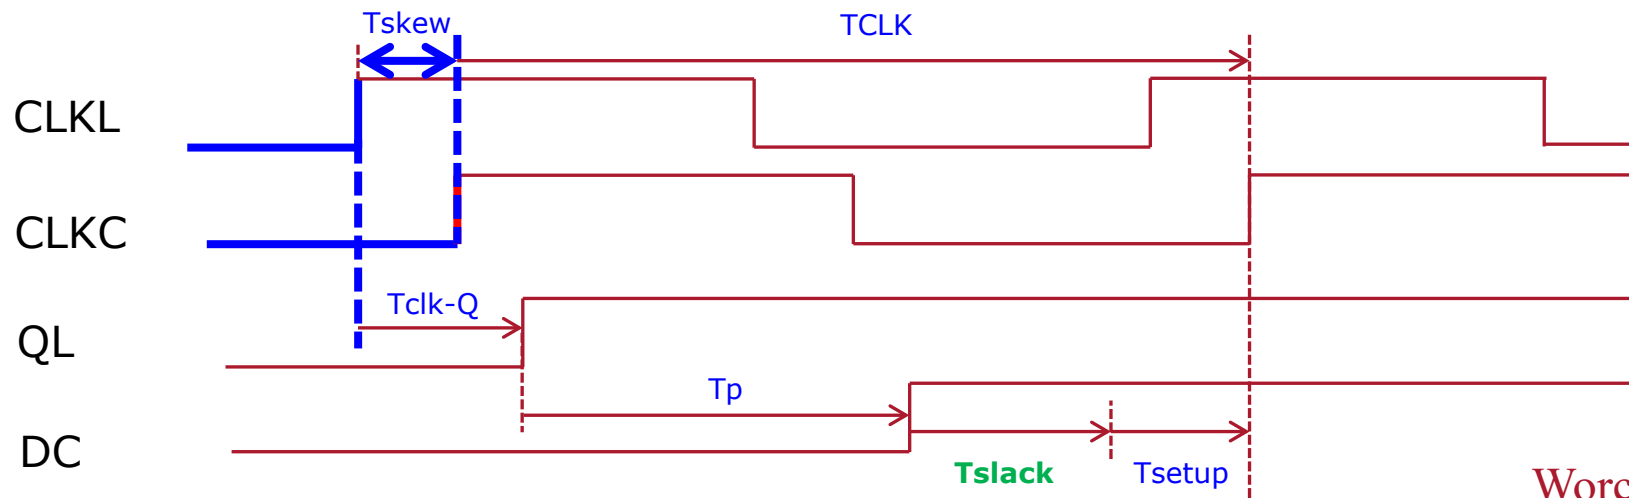 Tskew
TCLK
CLKL
CLKC
Tclk-Q
QL
Tp
DC
Tslack
Tsetup